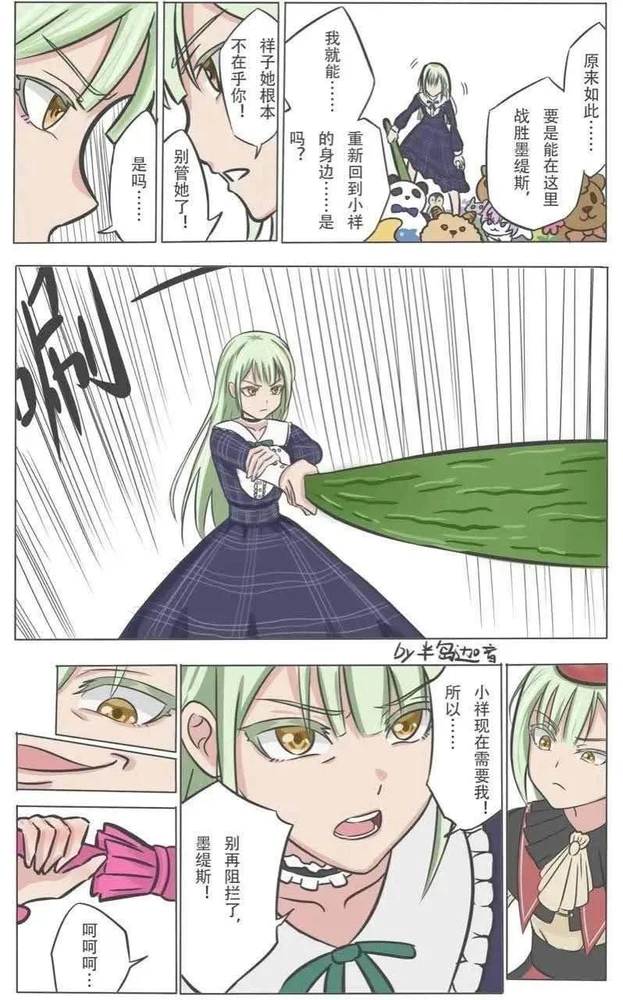 原来如此……
要是能在这里
战胜墨缇斯，
我就能……
重新回到小祥
的身边……是
吗？
祥子她根本
不在乎你！
别管她了！
是吗……
唰
by半岛迦音
小祥现在需要我！
所以……
别再阻拦了，
墨缇斯！
呵呵呵…